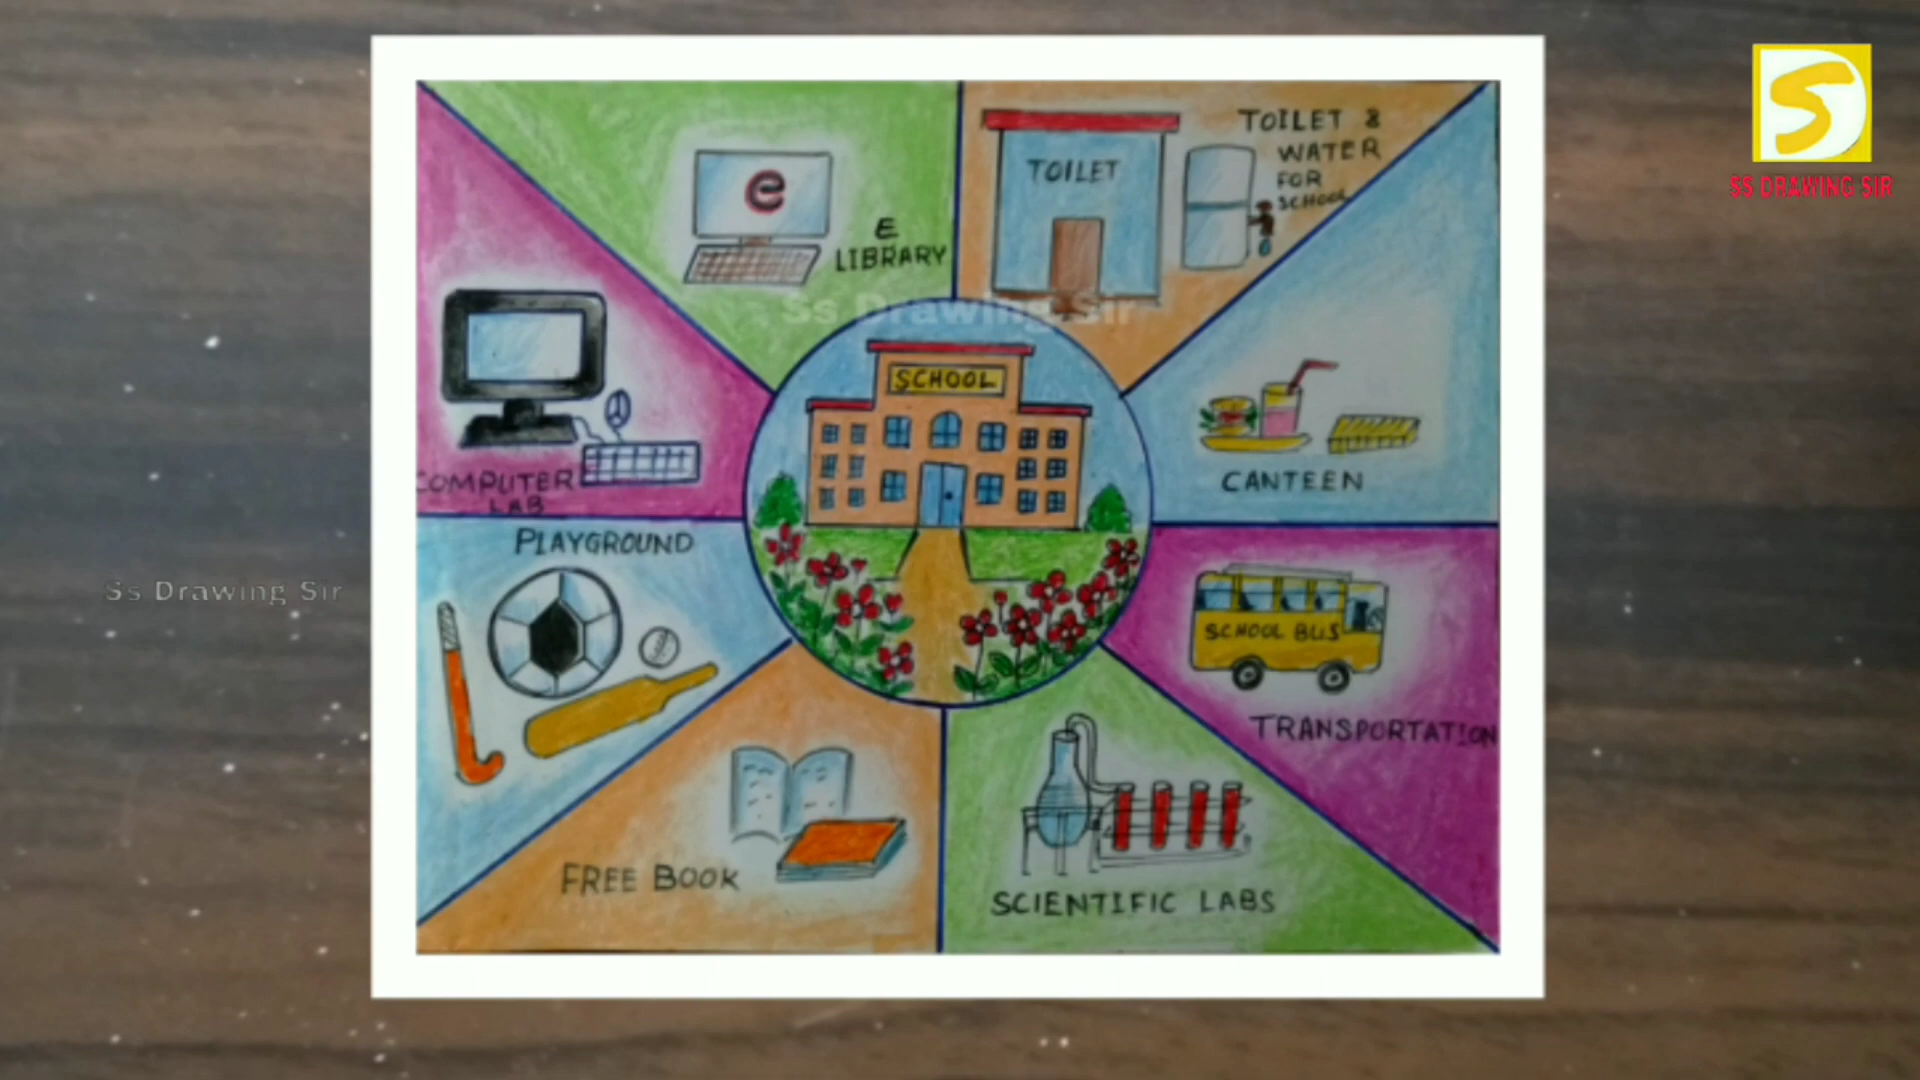 SS DRAWING SIR
e
E
LIBRARY
TOILET
TOILET &
WATER
FOR
SCHOOL
Ss Drawing Sir
SCHOOL
COMPUTER
LAB
CANTEEN
PLAYGROUND
Ss Drawing Sir
SCHOOL BUS
TRANSPORTATION
FREE BOOK
SCIENTIFIC LABS